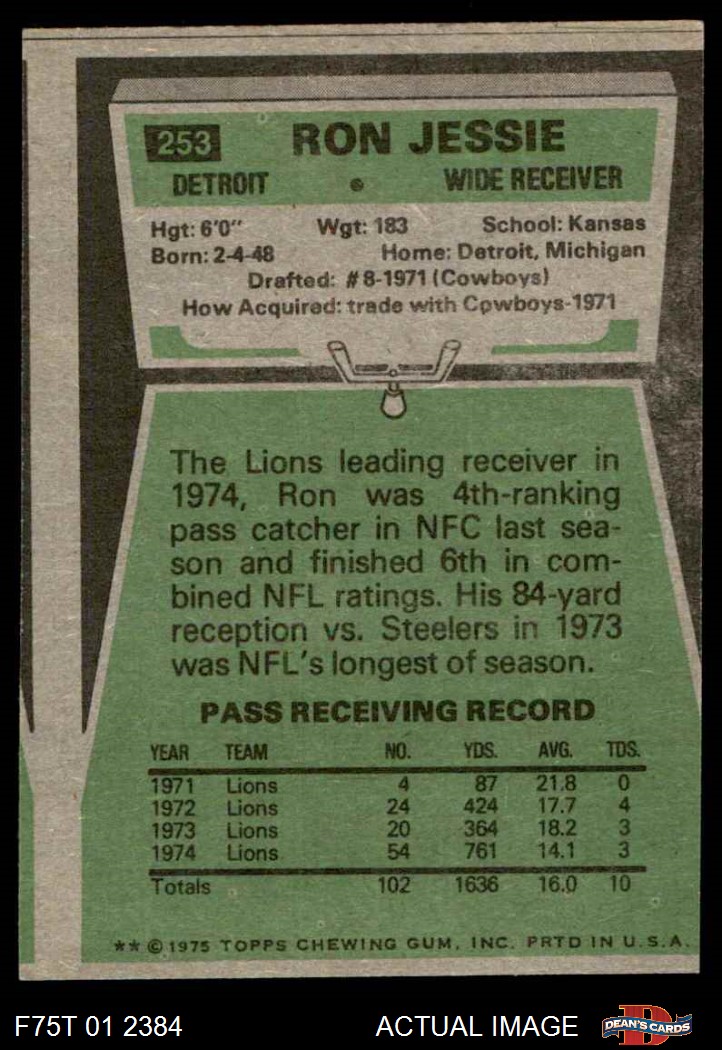 253 RON JESSIE
DETROIT • WIDE RECEIVER
Hgt: 6'0" Wgt: 183 School: Kansas
Born: 2-4-48 Home: Detroit, Michigan
Drafted: #8-1971 (Cowboys)
How Acquired: trade with Cowboys-1971
The Lions leading receiver in
1974, Ron was 4th-ranking
pass catcher in NFC last sea-
son and finished 6th in com-
bined NFL ratings. His 84-yard
reception vs. Steelers in 1973
was NFL's longest of season.
PASS RECEIVING RECORD
YEAR TEAM NO. YDS. AVG. TDS.
1971 Lions 4 87 21.8 0
1972 Lions 24 424 17.7 4
1973 Lions 20 364 18.2 3
1974 Lions 54 761 14.1 3
Totals 102 1636 16.0 10
** © 1975 TOPPS CHEWING GUM, INC. PRTD IN U.S.A.
F75T 01 2384 ACTUAL IMAGE D DEAN'S CARDS